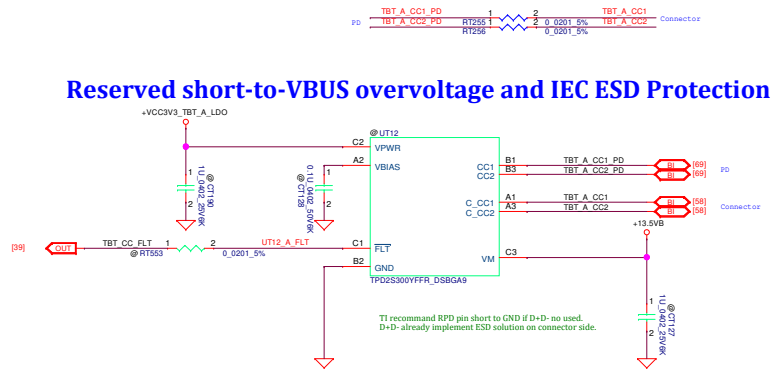 TBT_A_CC1_PD 1 2 TBT_A_CC1
PD TBT_A_CC2_PD RT255 1 2 0_0201_5% TBT_A_CC2 Connector
RT256 0_0201_5%
Reserved short-to-VBUS overvoltage and IEC ESD Protection
+VCC3V3_TBT_A_LDO
@ UT12
C2 VPWR
A2 VBIAS
B1 CC1 TBT_A_CC1_PD BI [69]
B3 CC2 TBT_A_CC2_PD BI [69]
PD
1 2 @ CT190 1U_0402_25V6K
1 2 @ CT128 0.1U_0402_50V6K
A1 C_CC1 TBT_A_CC1 BI [58]
A3 C_CC2 TBT_A_CC2 BI [58]
Connector
+13.5VB
[39] OUT TBT_CC_FLT 1 2 UT12_A_FLT C1 FLT
@ RT553 0_0201_5%
B2 GND
C3 VM
TPD2S300YFFR_DSBGA9
1 2 @ CT127 1U_0402_25V6K
TI recommand RPD pin short to GND if D+D- no used.
D+D- already implement ESD solution on connector side.